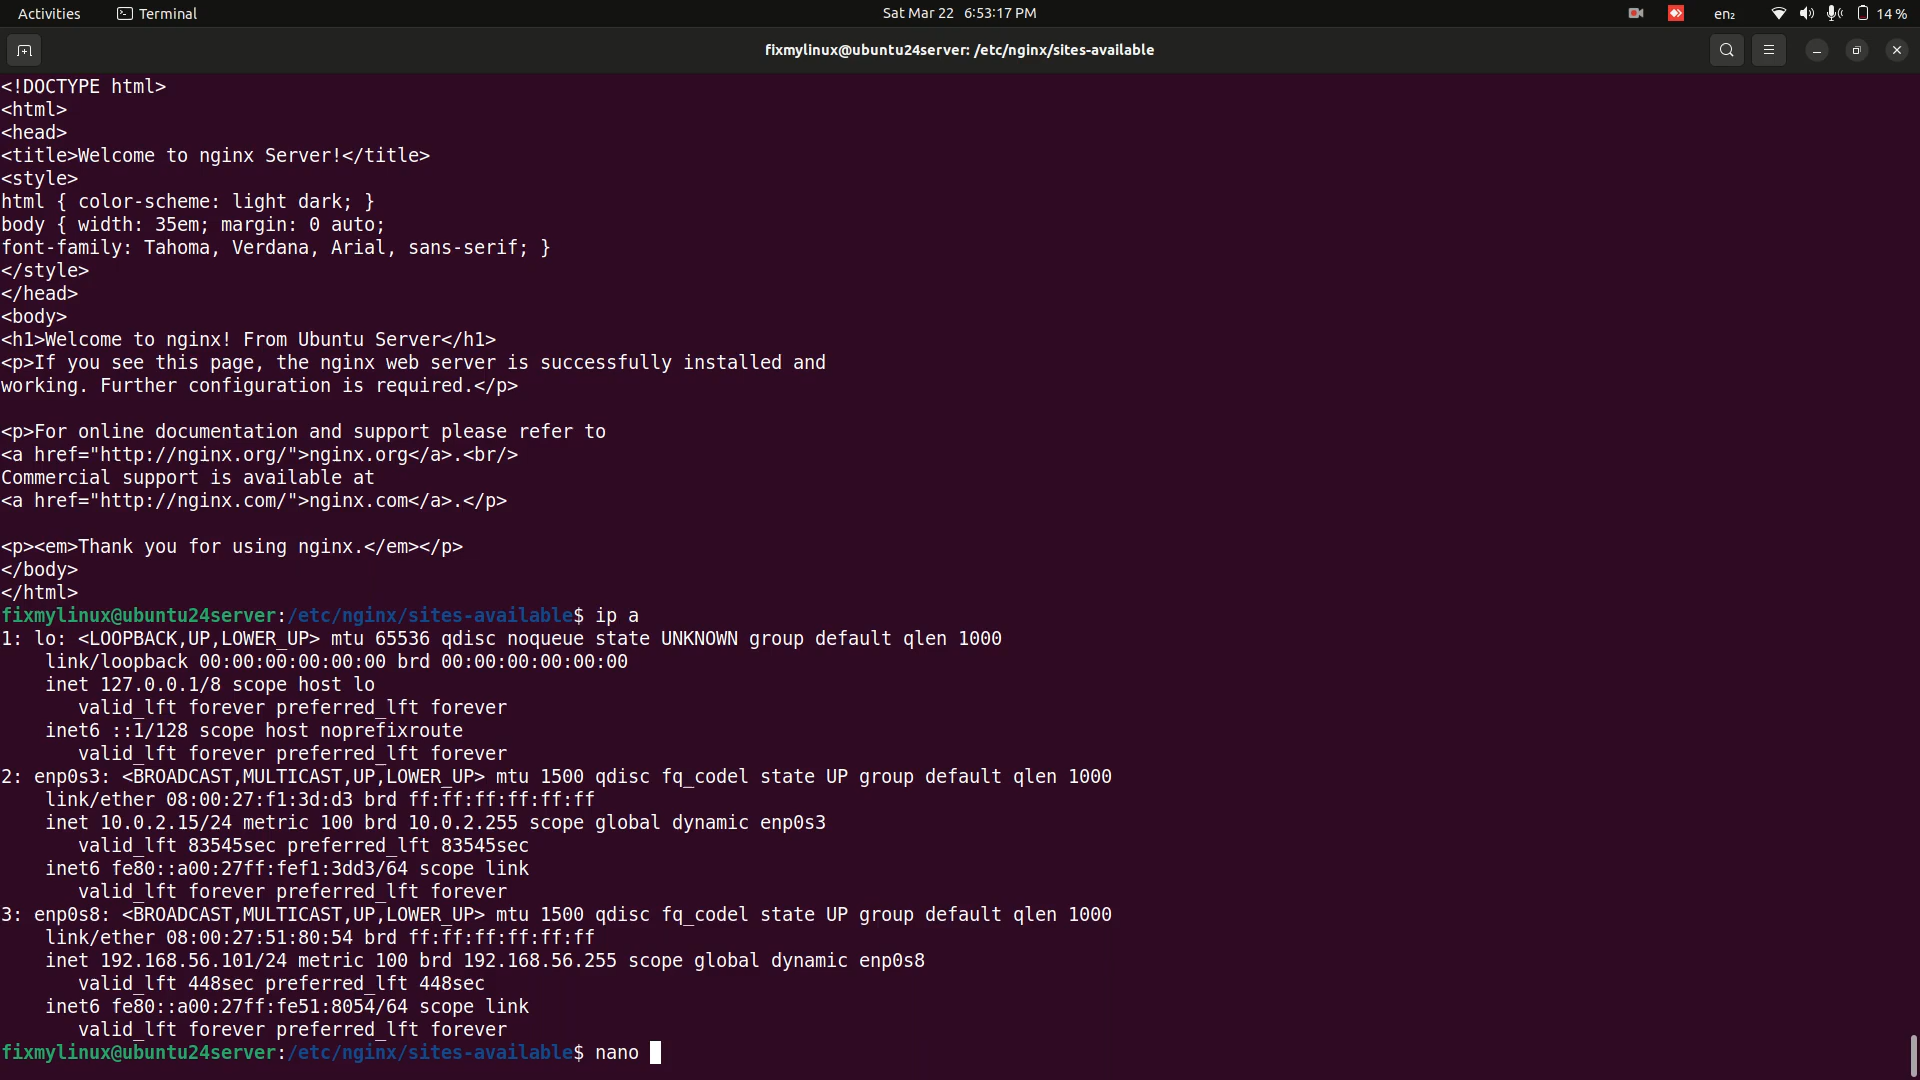 Activities
Terminal
Sat Mar 22 6:53:17 PM
en₂
14 %
fixmylinux@ubuntu24server: /etc/nginx/sites-available
<!DOCTYPE html>
<html>
<head>
<title>Welcome to nginx Server!</title>
<style>
html { color-scheme: light dark; }
body { width: 35em; margin: 0 auto;
font-family: Tahoma, Verdana, Arial, sans-serif; }
</style>
</head>
<body>
<h1>Welcome to nginx! From Ubuntu Server</h1>
<p>If you see this page, the nginx web server is successfully installed and
working. Further configuration is required.</p>

<p>For online documentation and support please refer to
<a href="http://nginx.org/">nginx.org</a>.<br/>
Commercial support is available at
<a href="http://nginx.com/">nginx.com</a>.</p>

<p><em>Thank you for using nginx.</em></p>
</body>
</html>
fixmylinux@ubuntu24server:/etc/nginx/sites-available$ ip a
1: lo: <LOOPBACK,UP,LOWER_UP> mtu 65536 qdisc noqueue state UNKNOWN group default qlen 1000
    link/loopback 00:00:00:00:00:00 brd 00:00:00:00:00:00
    inet 127.0.0.1/8 scope host lo
       valid_lft forever preferred_lft forever
    inet6 ::1/128 scope host noprefixroute
       valid_lft forever preferred_lft forever
2: enp0s3: <BROADCAST,MULTICAST,UP,LOWER_UP> mtu 1500 qdisc fq_codel state UP group default qlen 1000
    link/ether 08:00:27:f1:3d:d3 brd ff:ff:ff:ff:ff:ff
    inet 10.0.2.15/24 metric 100 brd 10.0.2.255 scope global dynamic enp0s3
       valid_lft 83545sec preferred_lft 83545sec
    inet6 fe80::a00:27ff:fef1:3dd3/64 scope link
       valid_lft forever preferred_lft forever
3: enp0s8: <BROADCAST,MULTICAST,UP,LOWER_UP> mtu 1500 qdisc fq_codel state UP group default qlen 1000
    link/ether 08:00:27:51:80:54 brd ff:ff:ff:ff:ff:ff
    inet 192.168.56.101/24 metric 100 brd 192.168.56.255 scope global dynamic enp0s8
       valid_lft 448sec preferred_lft 448sec
    inet6 fe80::a00:27ff:fe51:8054/64 scope link
       valid_lft forever preferred_lft forever
fixmylinux@ubuntu24server:/etc/nginx/sites-available$ nano